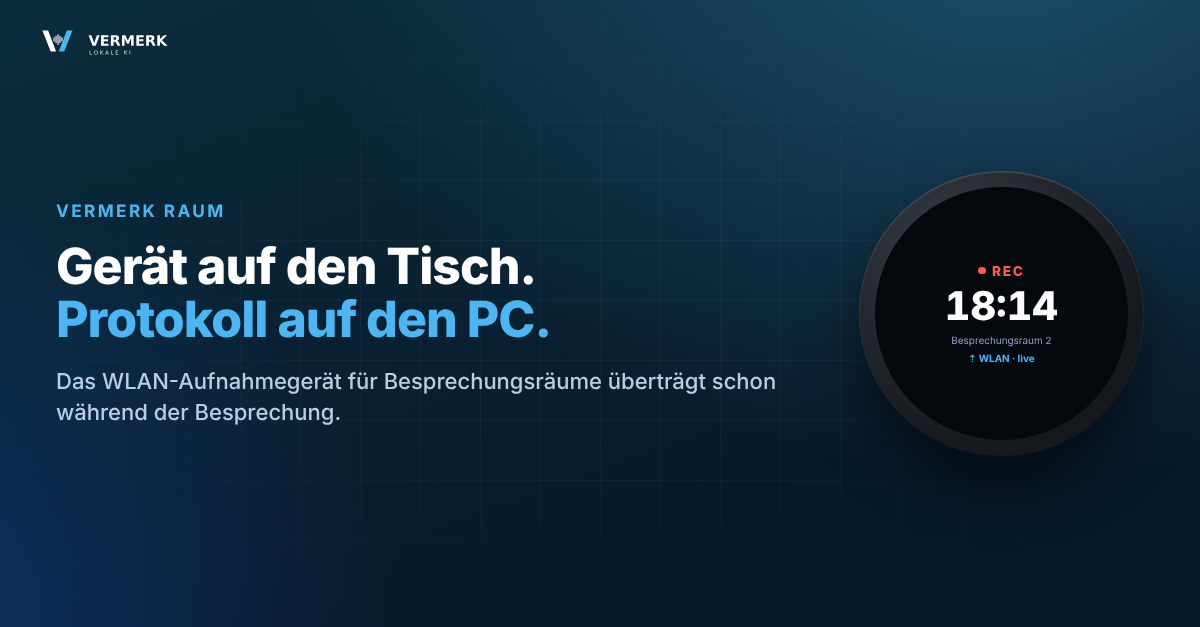 VERMERK
LOKALE KI
VERMERK RAUM
Gerät auf den Tisch.
Protokoll auf den PC.
Das WLAN-Aufnahmegerät für Besprechungsräume überträgt schon
während der Besprechung.
REC
18:14
Besprechungsraum 2
↑ WLAN · live